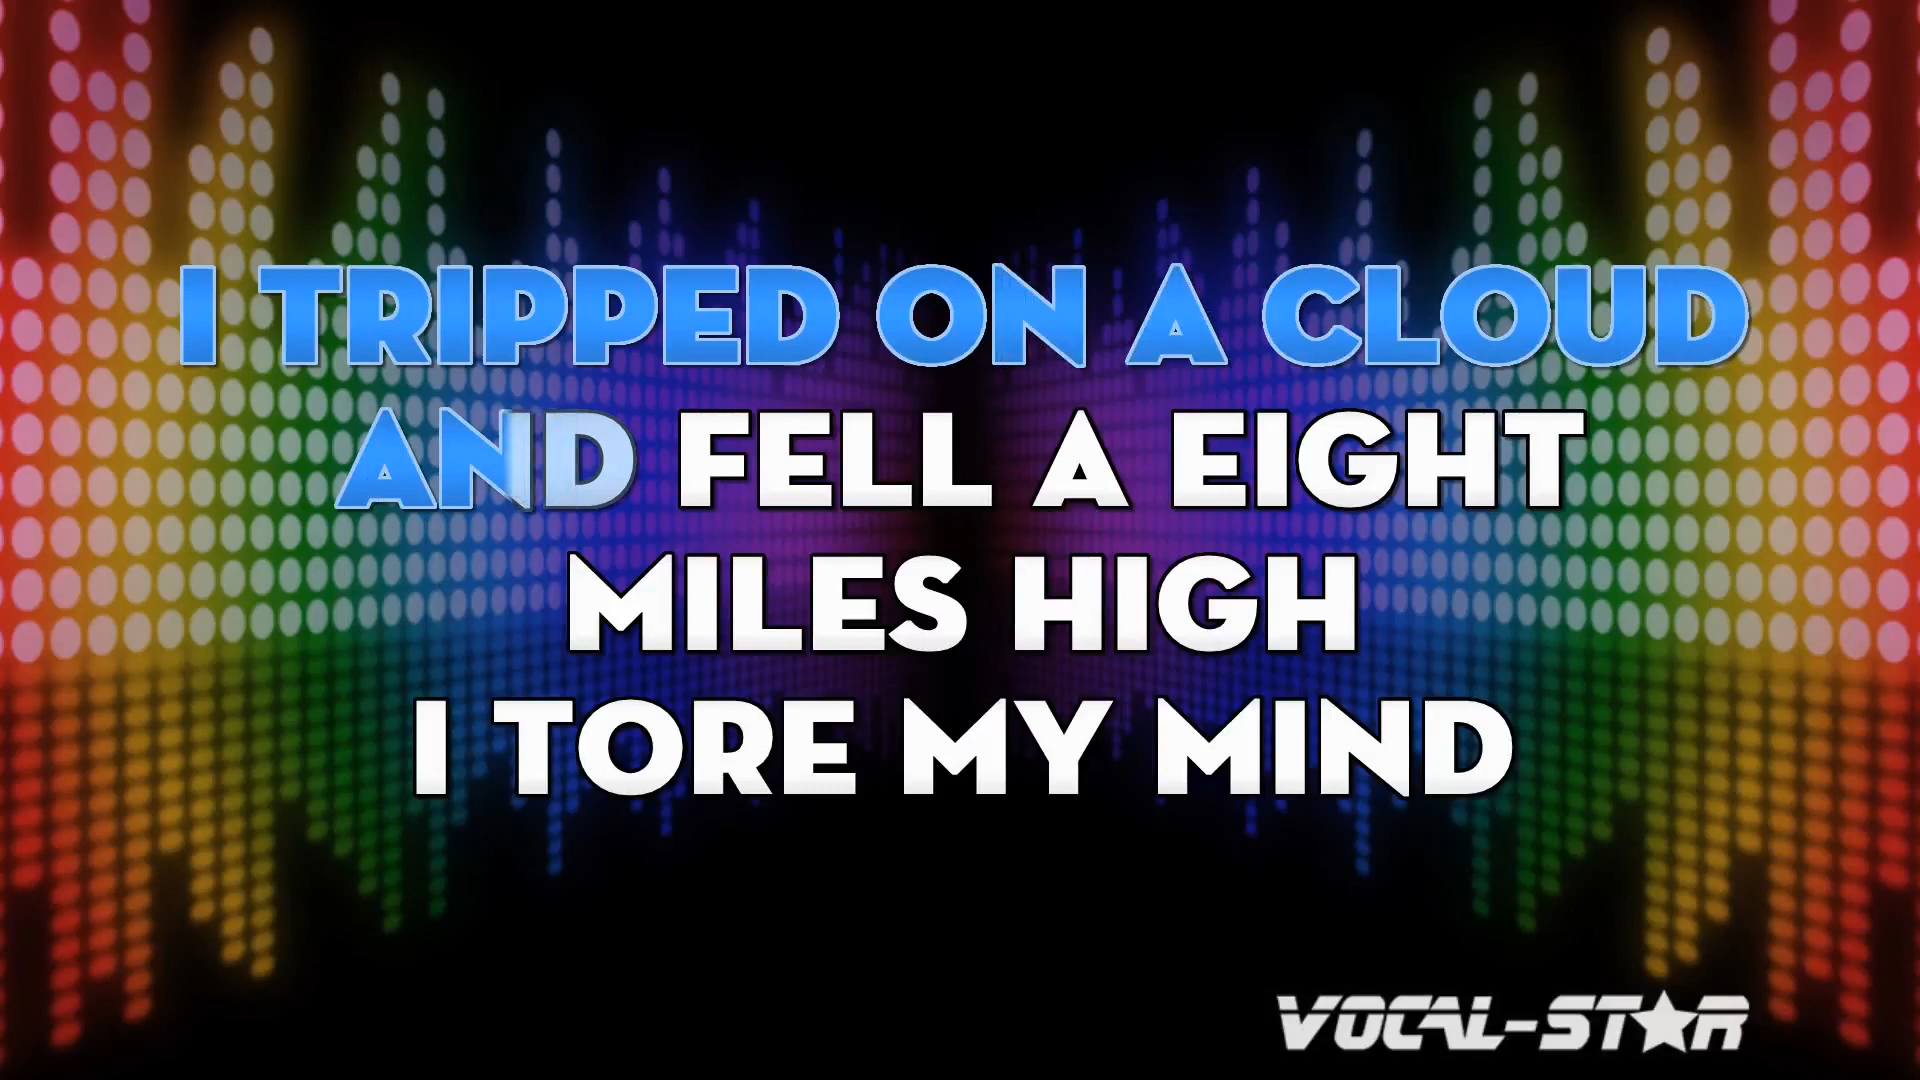 I TRIPPED ON A CLOUD
AND FELL A EIGHT
MILES HIGH
I TORE MY MIND
VOCAL-STAR